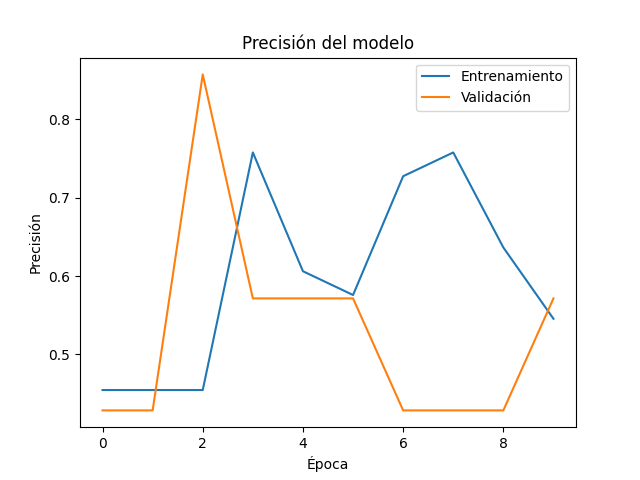 Precisión del modelo
Entrenamiento
Validación
Precisión
0.8
0.7
0.6
0.5
0 2 4 6 8
Época